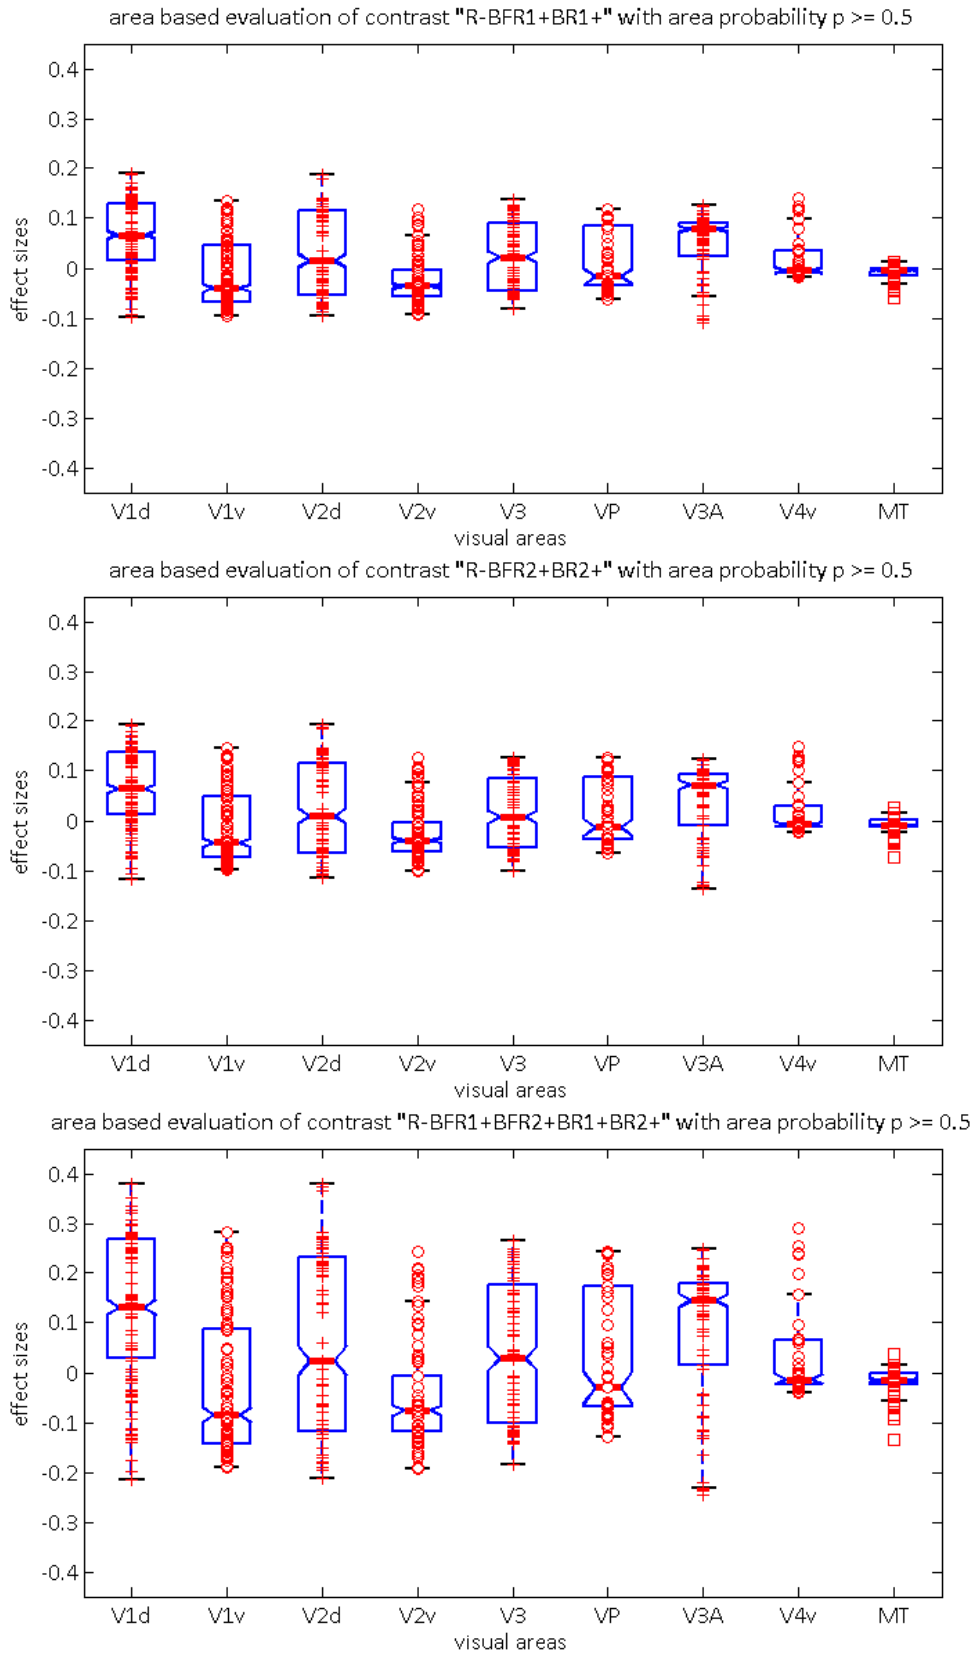 area based evaluation of contrast "R-BFR1+BR1+" with area probability p >= 0.5
0.4
0.3
0.2
0.1
0
-0.1
-0.2
-0.3
-0.4
effect sizes
V1d V1v V2d V2v V3 VP V3A V4v MT
visual areas
area based evaluation of contrast "R-BFR2+BR2+" with area probability p >= 0.5
0.4
0.3
0.2
0.1
0
-0.1
-0.2
-0.3
-0.4
effect sizes
V1d V1v V2d V2v V3 VP V3A V4v MT
visual areas
area based evaluation of contrast "R-BFR1+BFR2+BR1+BR2+" with area probability p >= 0.5
0.4
0.3
0.2
0.1
0
-0.1
-0.2
-0.3
-0.4
effect sizes
V1d V1v V2d V2v V3 VP V3A V4v MT
visual areas